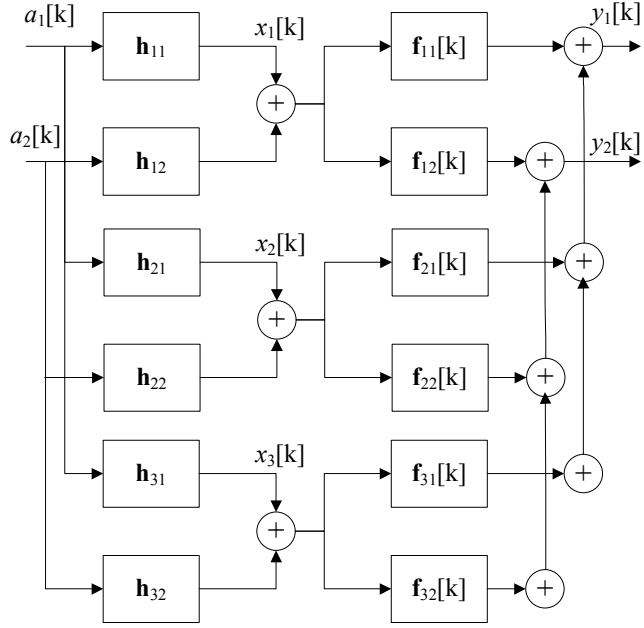 a₁[k]
x₁[k]
y₁[k]
h₁₁
f₁₁[k]
+
+
a₂[k]
y₂[k]
h₁₂
f₁₂[k]
+
x₂[k]
h₂₁
f₂₁[k]
+
+
h₂₂
f₂₂[k]
+
x₃[k]
h₃₁
f₃₁[k]
+
+
h₃₂
f₃₂[k]
+